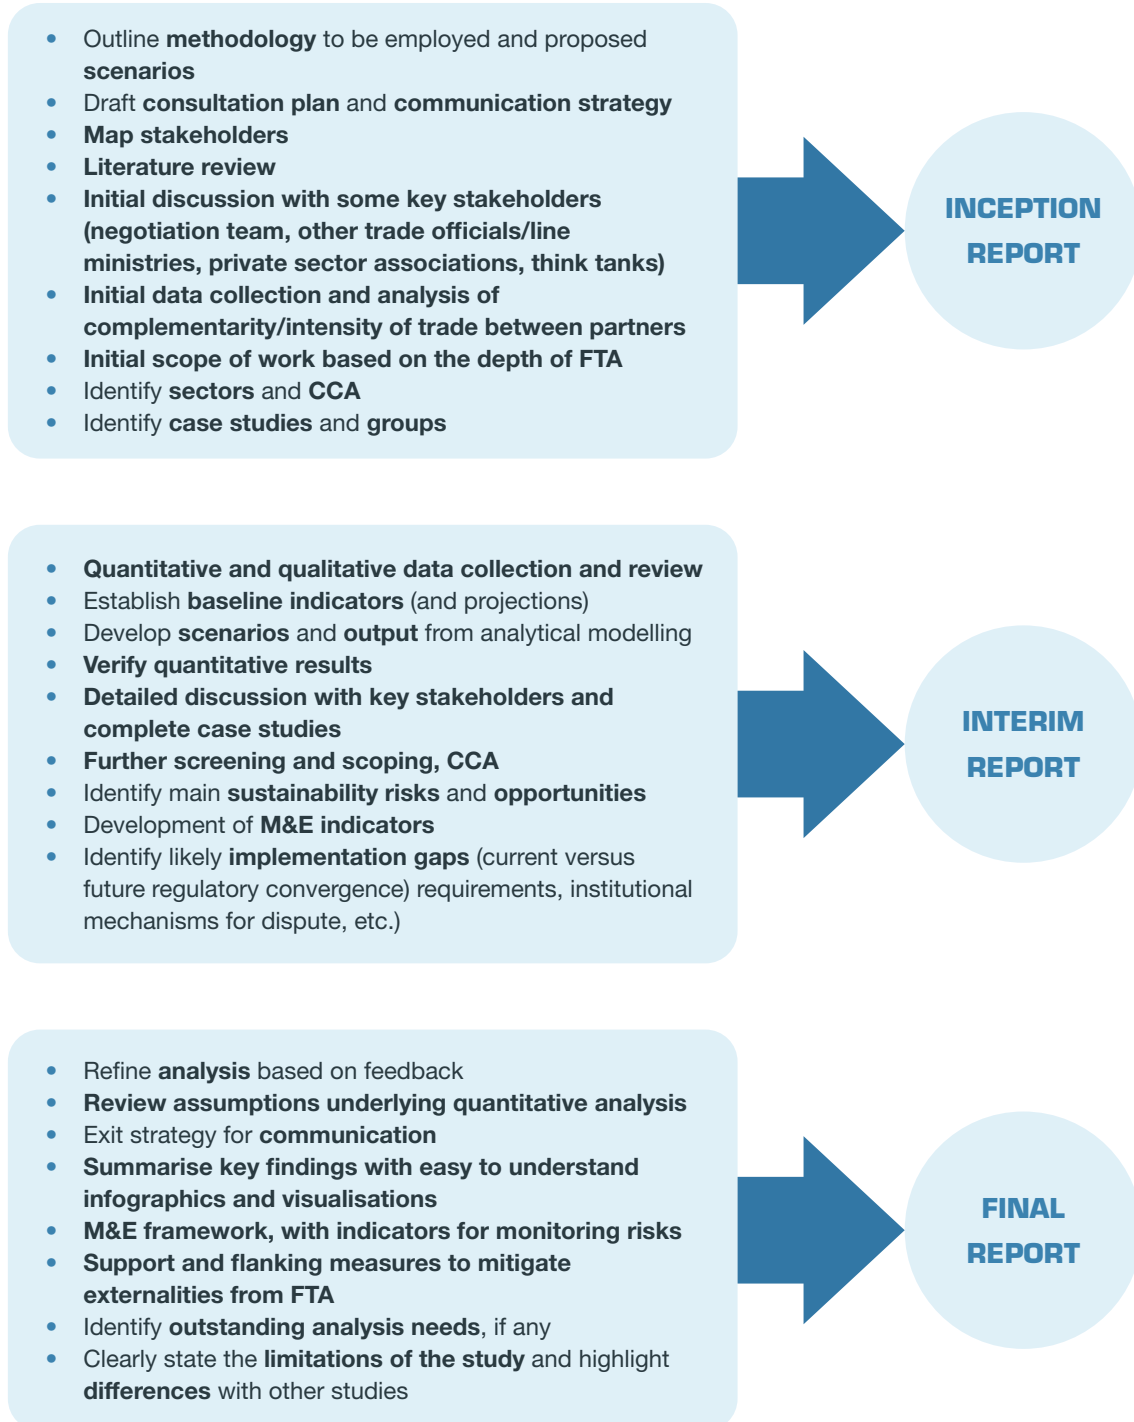 • Outline methodology to be employed and proposed
scenarios
• Draft consultation plan and communication strategy
• Map stakeholders
• Literature review
• Initial discussion with some key stakeholders
(negotiation team, other trade officials/line
ministries, private sector associations, think tanks)
• Initial data collection and analysis of
complementarity/intensity of trade between partners
• Initial scope of work based on the depth of FTA
• Identify sectors and CCA
• Identify case studies and groups
INCEPTION
REPORT
• Quantitative and qualitative data collection and review
• Establish baseline indicators (and projections)
• Develop scenarios and output from analytical modelling
• Verify quantitative results
• Detailed discussion with key stakeholders and
complete case studies
• Further screening and scoping, CCA
• Identify main sustainability risks and opportunities
• Development of M&E indicators
• Identify likely implementation gaps (current versus
future regulatory convergence) requirements, institutional
mechanisms for dispute, etc.)
INTERIM
REPORT
• Refine analysis based on feedback
• Review assumptions underlying quantitative analysis
• Exit strategy for communication
• Summarise key findings with easy to understand
infographics and visualisations
• M&E framework, with indicators for monitoring risks
• Support and flanking measures to mitigate
externalities from FTA
• Identify outstanding analysis needs, if any
• Clearly state the limitations of the study and highlight
differences with other studies
FINAL
REPORT